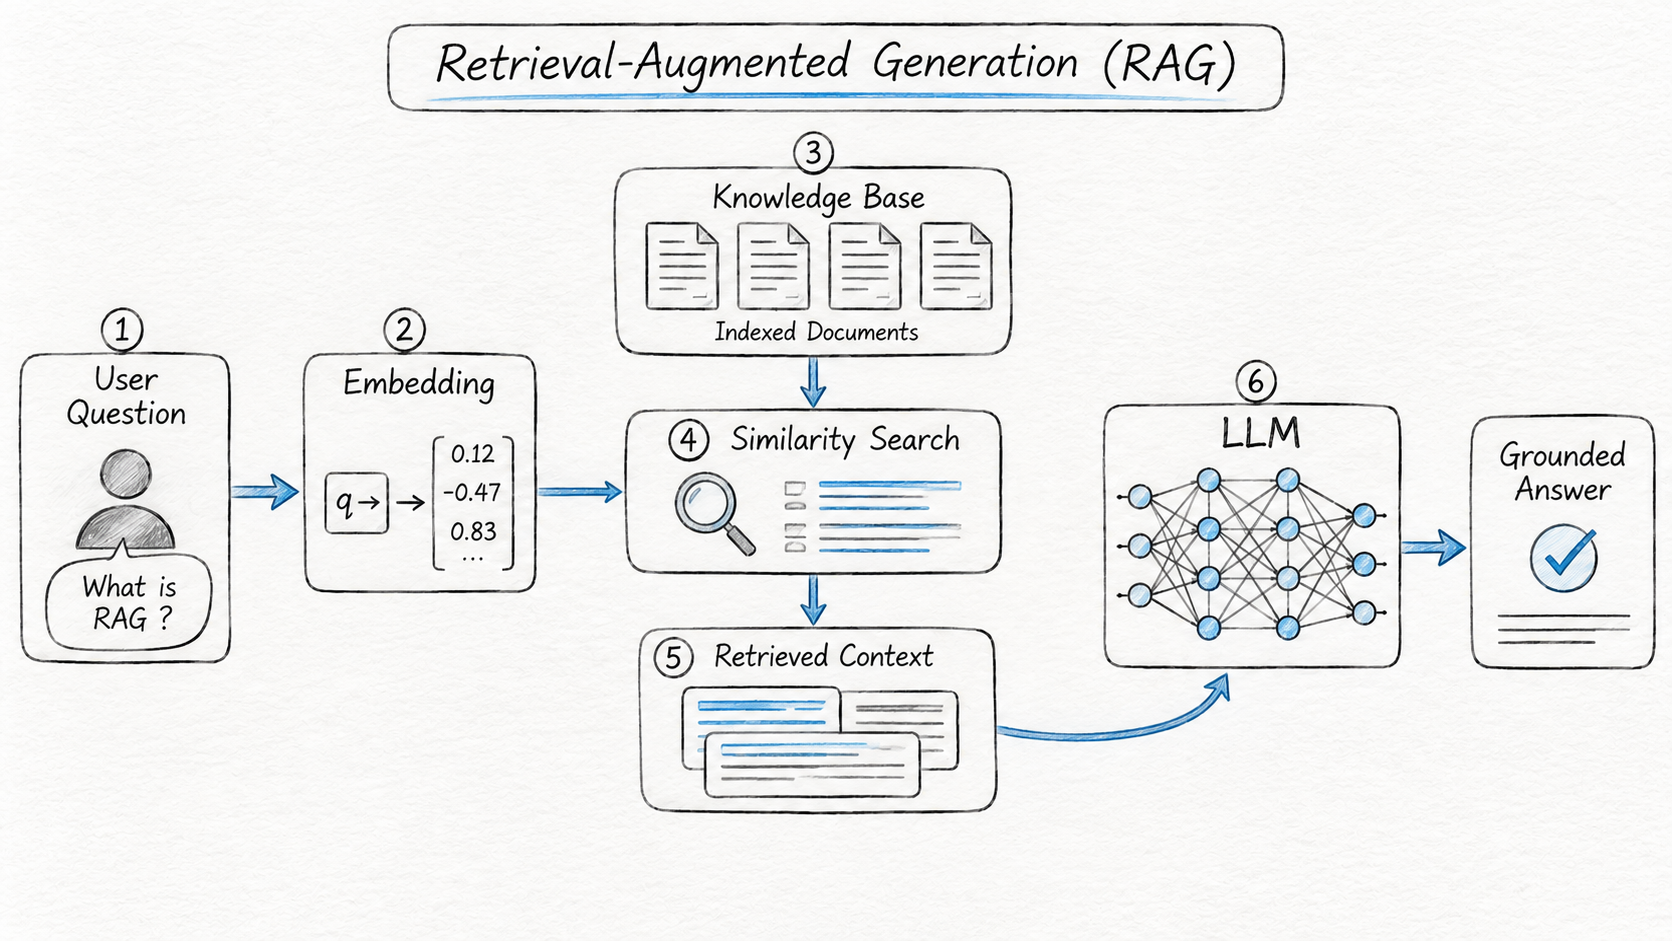 Retrieval-Augmented Generation (RAG)
1
User
Question
What is
RAG ?
2
Embedding
q→ →
0.12
-0.47
0.83
...
3
Knowledge Base
Indexed Documents
4 Similarity Search
5 Retrieved Context
6
LLM
Grounded
Answer